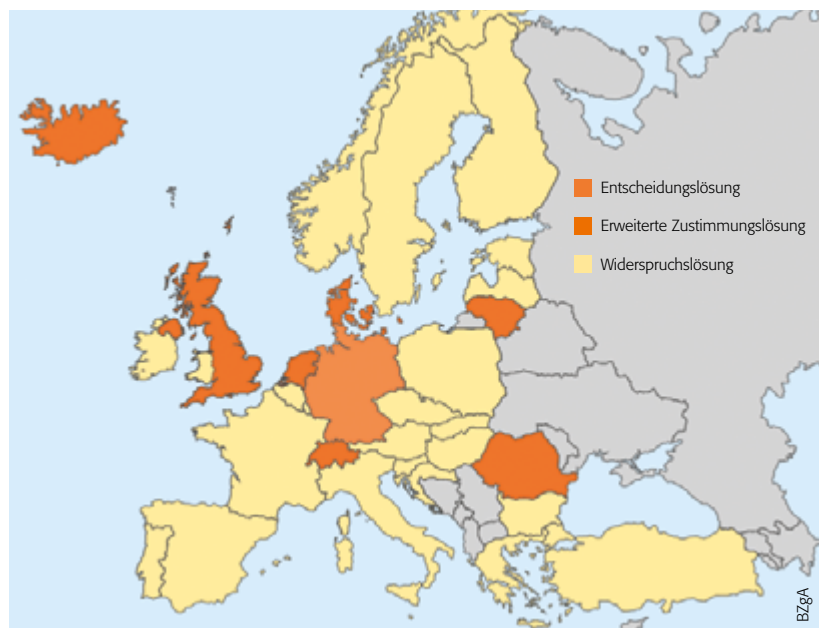 Entscheidungslösung
Erweiterte Zustimmungslösung
Widerspruchslösung
BZgA